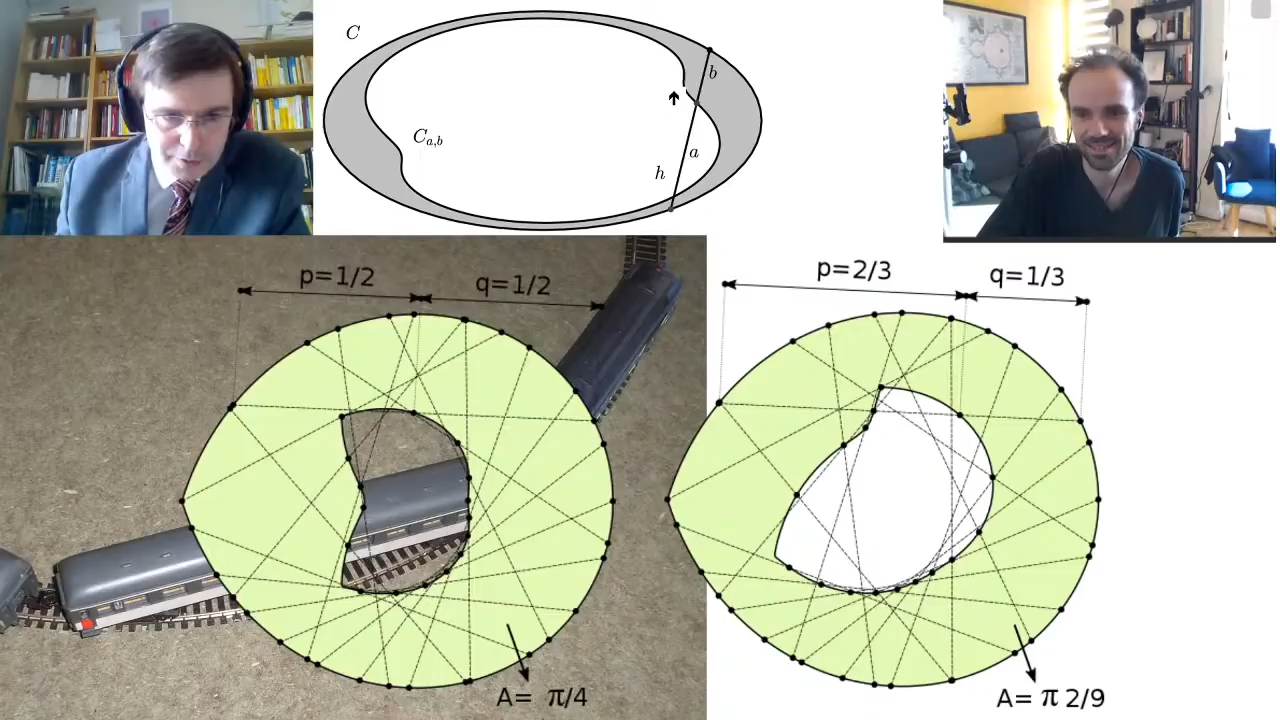 C
b
C_{a,b}
a
h
p=1/2 q=1/2
p=2/3 q=1/3
A= π/4
A= π 2/9